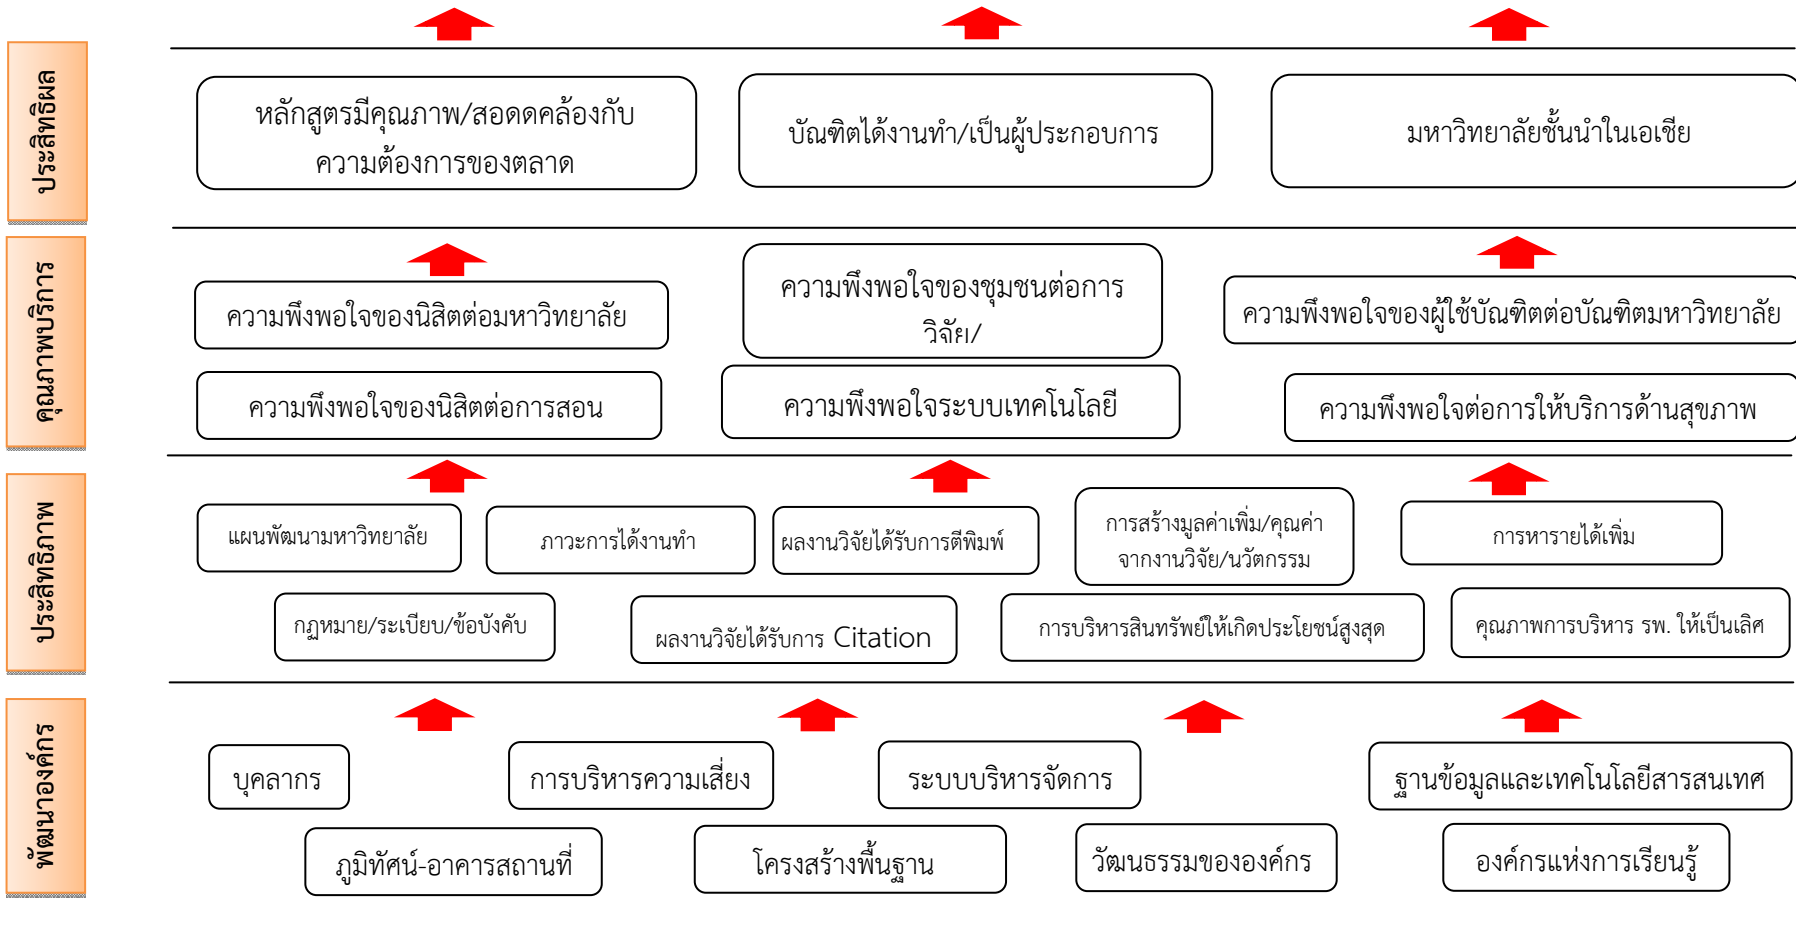 ประสิทธิผล
หลักสูตรมีคุณภาพ/สอดดคล้องกับ
ความต้องการของตลาด
บัณฑิตได้งานทำ/เป็นผู้ประกอบการ
มหาวิทยาลัยชั้นนำในเอเชีย
คุณภาพบริการ
ความพึงพอใจของนิสิตต่อมหาวิทยาลัย
ความพึงพอใจของชุมชนต่อการ
วิจัย/
ความพึงพอใจของผู้ใช้บัณฑิตต่อบัณฑิตมหาวิทยาลัย
ความพึงพอใจของนิสิตต่อการสอน
ความพึงพอใจระบบเทคโนโลยี
ความพึงพอใจต่อการให้บริการด้านสุขภาพ
ประสิทธิภาพ
แผนพัฒนามหาวิทยาลัย
ภาวะการได้งานทำ
ผลงานวิจัยได้รับการตีพิมพ์
การสร้างมูลค่าเพิ่ม/คุณค่า
จากงานวิจัย/นวัตกรรม
การหารายได้เพิ่ม
กฏหมาย/ระเบียบ/ข้อบังคับ
ผลงานวิจัยได้รับการ Citation
การบริหารสินทรัพย์ให้เกิดประโยชน์สูงสุด
คุณภาพการบริหาร รพ. ให้เป็นเลิศ
พัฒนาองค์กร
บุคลากร
การบริหารความเสี่ยง
ระบบบริหารจัดการ
ฐานข้อมูลและเทคโนโลยีสารสนเทศ
ภูมิทัศน์-อาคารสถานที่
โครงสร้างพื้นฐาน
วัฒนธรรมขององค์กร
องค์กรแห่งการเรียนรู้